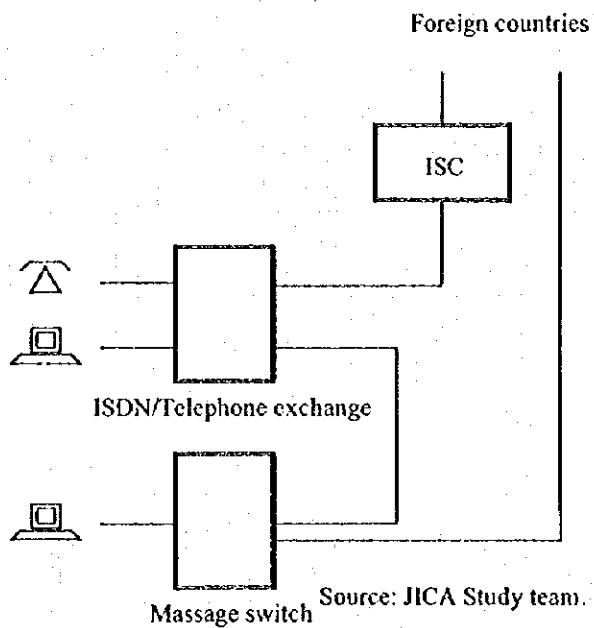 Foreign countries
ISC
ISDN/Telephone exchange
Massage switch
Source: JICA Study team.